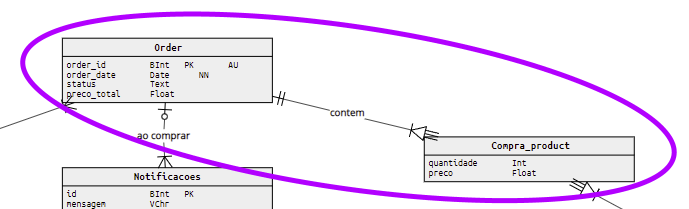 Order
order_id BInt PK AU
order_date Date NN
status Text
preco_total Float
contem
ao comprar
Compra_product
quantidade Int
preco Float
Notificacoes
id BInt PK
mensagem VChr